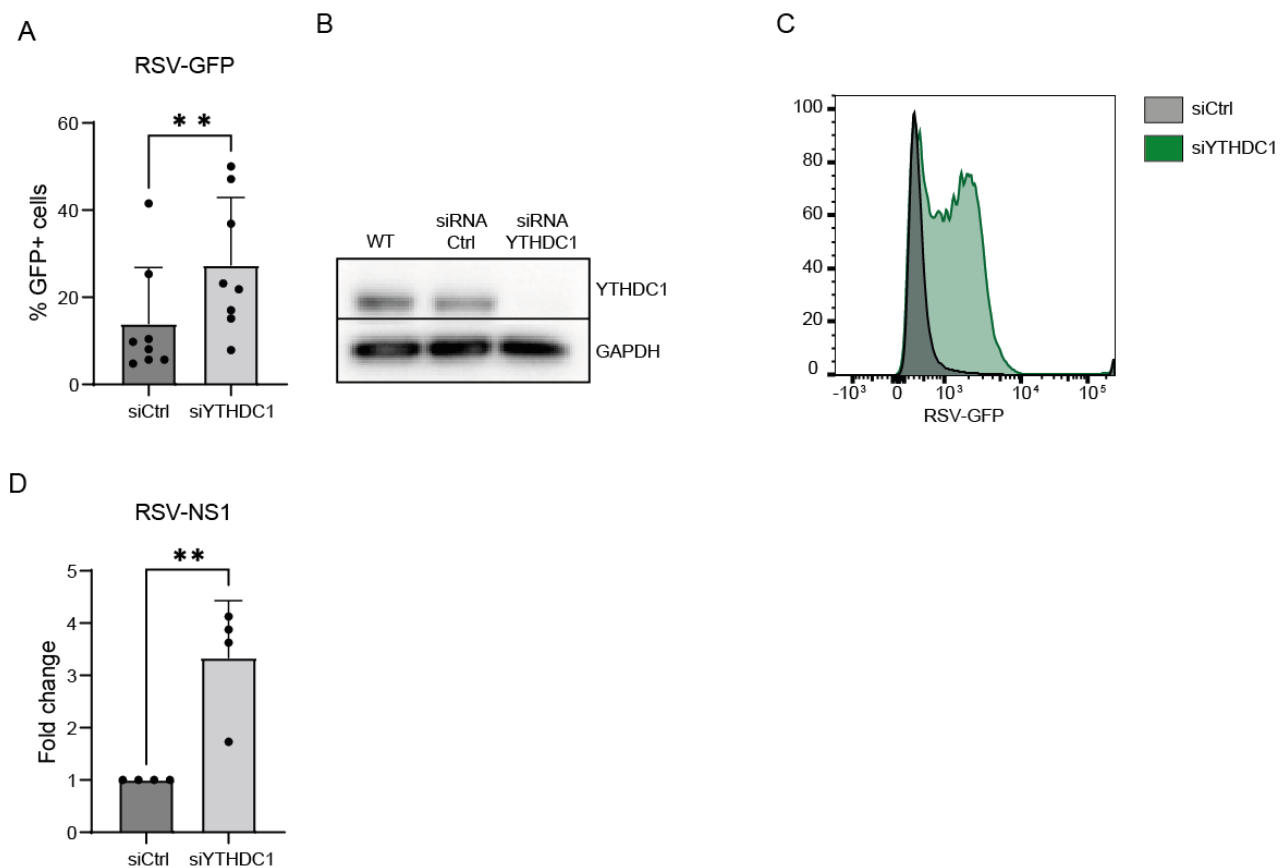 A
RSV-GFP
* *
60
40
20
0
% GFP+ cells
siCtrl
siYTHDC1
B
WT
siRNA
Ctrl
siRNA
YTHDC1
YTHDC1
GAPDH
C
100
80
60
40
20
0
-10³
0
10³
10⁴
10⁵
RSV-GFP
siCtrl
siYTHDC1
D
RSV-NS1
**
5
4
3
2
1
0
Fold change
siCtrl
siYTHDC1